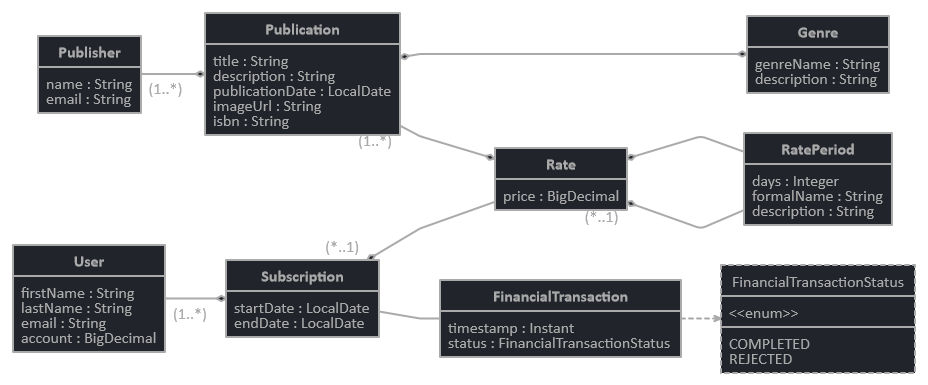 Publication
title : String
description : String
publicationDate : LocalDate
imageUrl : String
isbn : String
(1..*)
Publisher
name : String
email : String
(1..*)
Genre
genreName : String
description : String
Rate
price : BigDecimal
(*..1)
RatePeriod
days : Integer
formalName : String
description : String
User
firstName : String
lastName : String
email : String
account : BigDecimal
(1..*)
(*..1)
Subscription
startDate : LocalDate
endDate : LocalDate
FinancialTransaction
timestamp : Instant
status : FinancialTransactionStatus
FinancialTransactionStatus
<<enum>>
COMPLETED
REJECTED